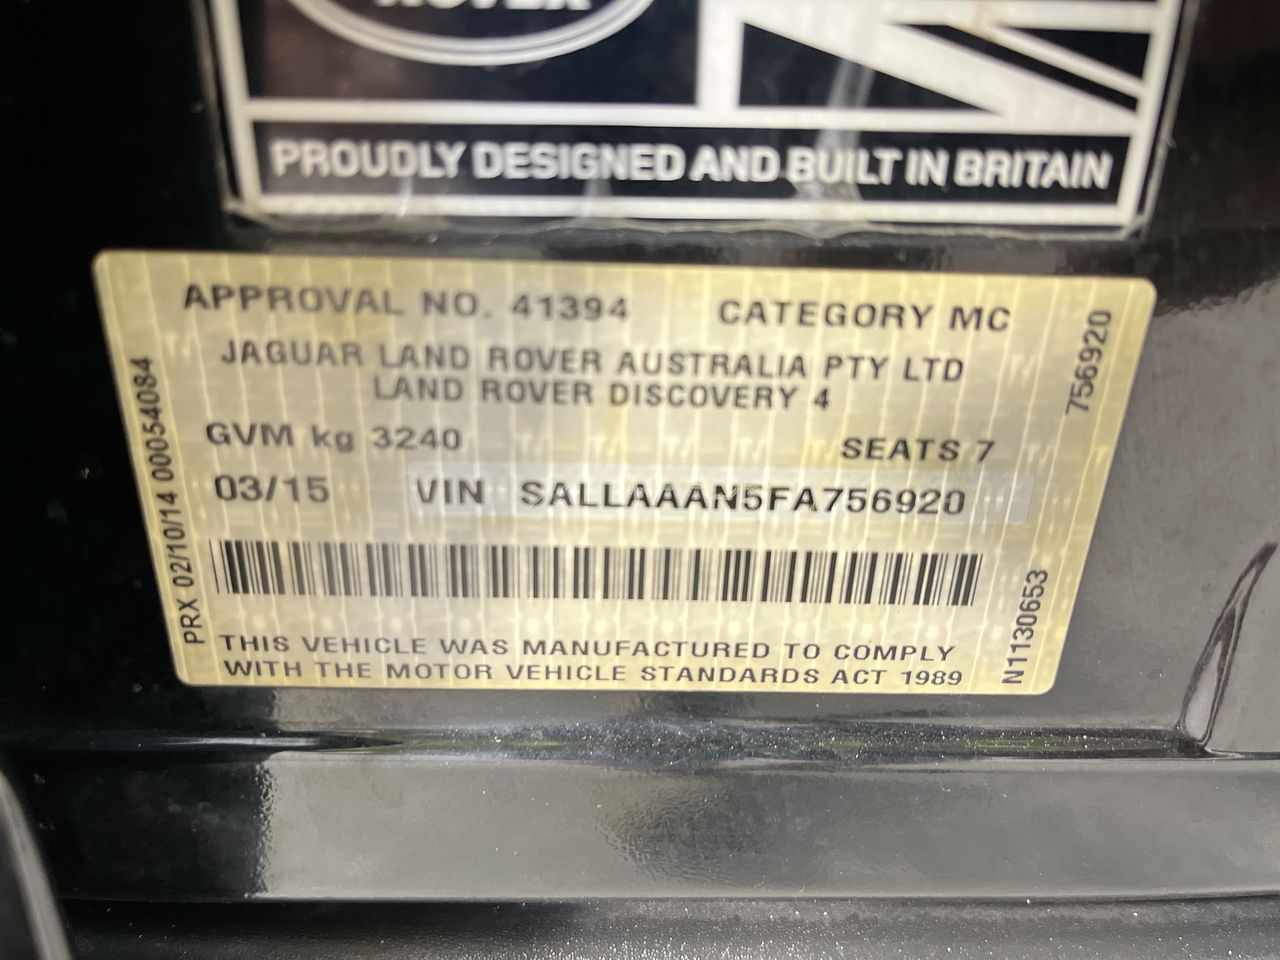 ROVER
PROUDLY DESIGNED AND BUILT IN BRITAIN
APPROVAL NO. 41394 CATEGORY MC
JAGUAR LAND ROVER AUSTRALIA PTY LTD
LAND ROVER DISCOVERY 4
GVM kg 3240 SEATS 7
03/15 VIN SALLAAAN5FA756920
THIS VEHICLE WAS MANUFACTURED TO COMPLY
WITH THE MOTOR VEHICLE STANDARDS ACT 1989
PRX 02/10/14 00054084
756920
N1130653